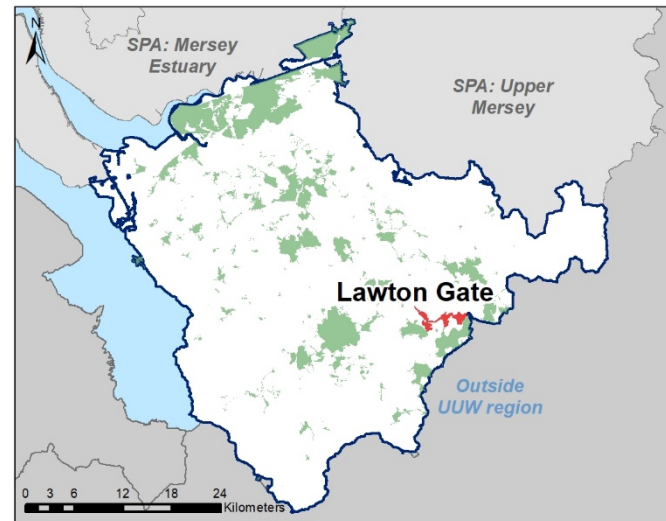 N
SPA: Mersey
Estuary
SPA: Upper
Mersey
Lawton Gate
Outside
UUW region
0 3 6 12 18 24
Kilometers